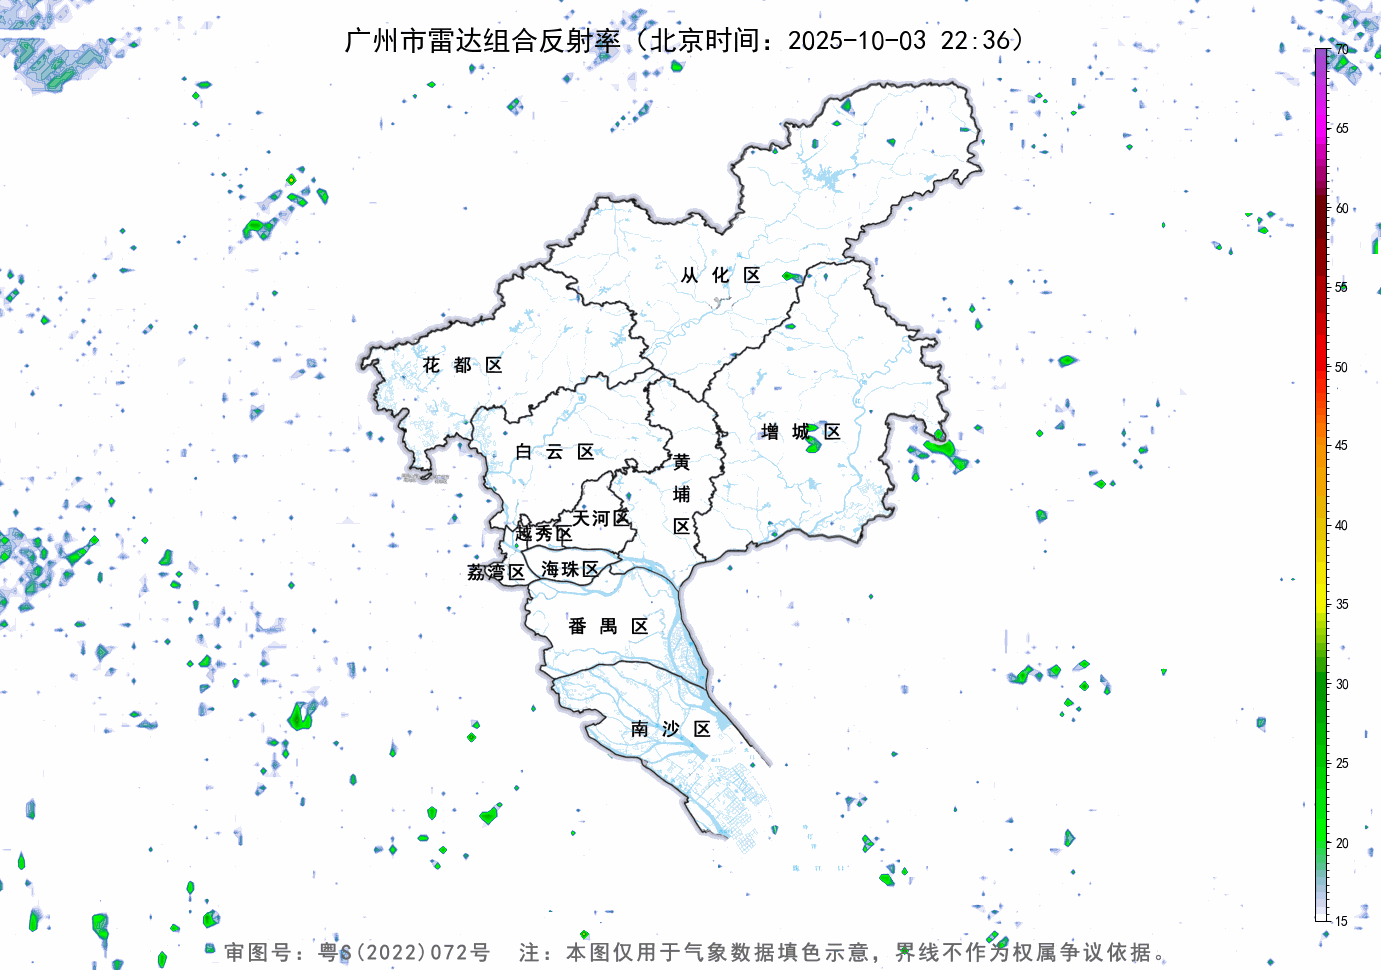 广州市雷达组合反射率（北京时间：2025-10-03 22:36）
70
65
60
55
50
45
40
35
30
25
20
15
从化区
花都区
增城区
白云区
黄埔区
天河区
越秀区
海珠区
荔湾区
番禺区
南沙区
审图号：粤S(2022)072号 注：本图仅用于气象数据填色示意，界线不作为权属争议依据。